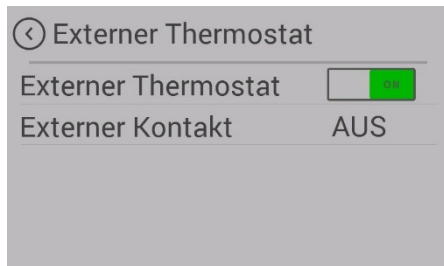 Externer Thermostat
Externer Thermostat ON
Externer Kontakt AUS